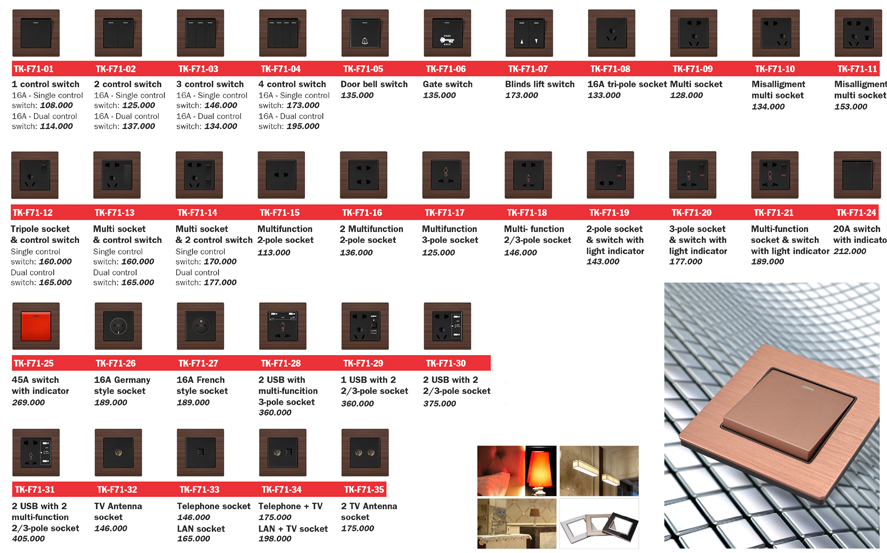 TK-F71-01 TK-F71-02 TK-F71-03 TK-F71-04 TK-F71-05 TK-F71-06 TK-F71-07 TK-F71-08 TK-F71-09 TK-F71-10 TK-F71-11
1 control switch
16A - Single control
switch: 108.000
16A - Dual control
switch: 114.000
2 control switch
16A - Single control
switch: 125.000
16A - Dual control
switch: 137.000
3 control switch
16A - Single control
switch: 146.000
16A - Dual control
switch: 134.000
4 control switch
16A - Single control
switch: 173.000
16A - Dual control
switch: 195.000
Door bell switch
135.000
Gate switch
135.000
Blinds lift switch
173.000
16A tri-pole socket
133.000
Multi socket
128.000
Misalligment
multi socket
134.000
Misalligment
multi socket
153.000
TK-F71-12 TK-F71-13 TK-F71-14 TK-F71-15 TK-F71-16 TK-F71-17 TK-F71-18 TK-F71-19 TK-F71-20 TK-F71-21 TK-F71-24
Tripole socket
& control switch
Single control
switch: 160.000
Dual control
switch: 165.000
Multi socket
& control switch
Single control
switch: 160.000
Dual control
switch: 165.000
Multi socket
& 2 control switch
Single control
switch: 170.000
Dual control
switch: 177.000
Multifunction
2-pole socket
113.000
2 Multifunction
2-pole socket
136.000
Multifunction
3-pole socket
125.000
Multi- function
2/3-pole socket
146.000
2-pole socket
& switch with
light indicator
143.000
3-pole socket
& switch with
light indicator
177.000
Multi-function
socket & switch
with light indicator
189.000
20A switch
with indicato
212.000
TK-F71-25 TK-F71-26 TK-F71-27 TK-F71-28 TK-F71-29 TK-F71-30
45A switch
with indicator
269.000
16A Germany
style socket
189.000
16A French
style socket
189.000
2 USB with
multi-funcition
3-pole socket
360.000
1 USB with 2
2/3-pole socket
360.000
2 USB with 2
2/3-pole socket
375.000
TK-F71-31 TK-F71-32 TK-F71-33 TK-F71-34 TK-F71-35
2 USB with 2
multi-function
2/3-pole socket
405.000
TV Antenna
socket
146.000
Telephone socket
146.000
LAN socket
165.000
Telephone + TV
175.000
LAN + TV socket
198.000
2 TV Antenna
socket
175.000